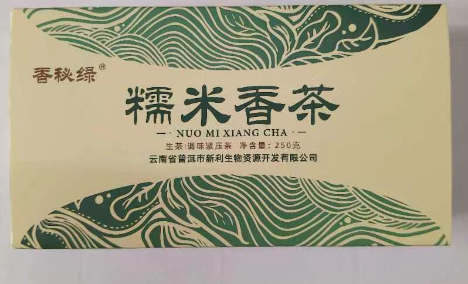 香秘绿®
糯米香茶
NUO MI XIANG CHA
生茶 调味紧压茶 净含量：250克
云南省普洱市新利生物资源开发有限公司